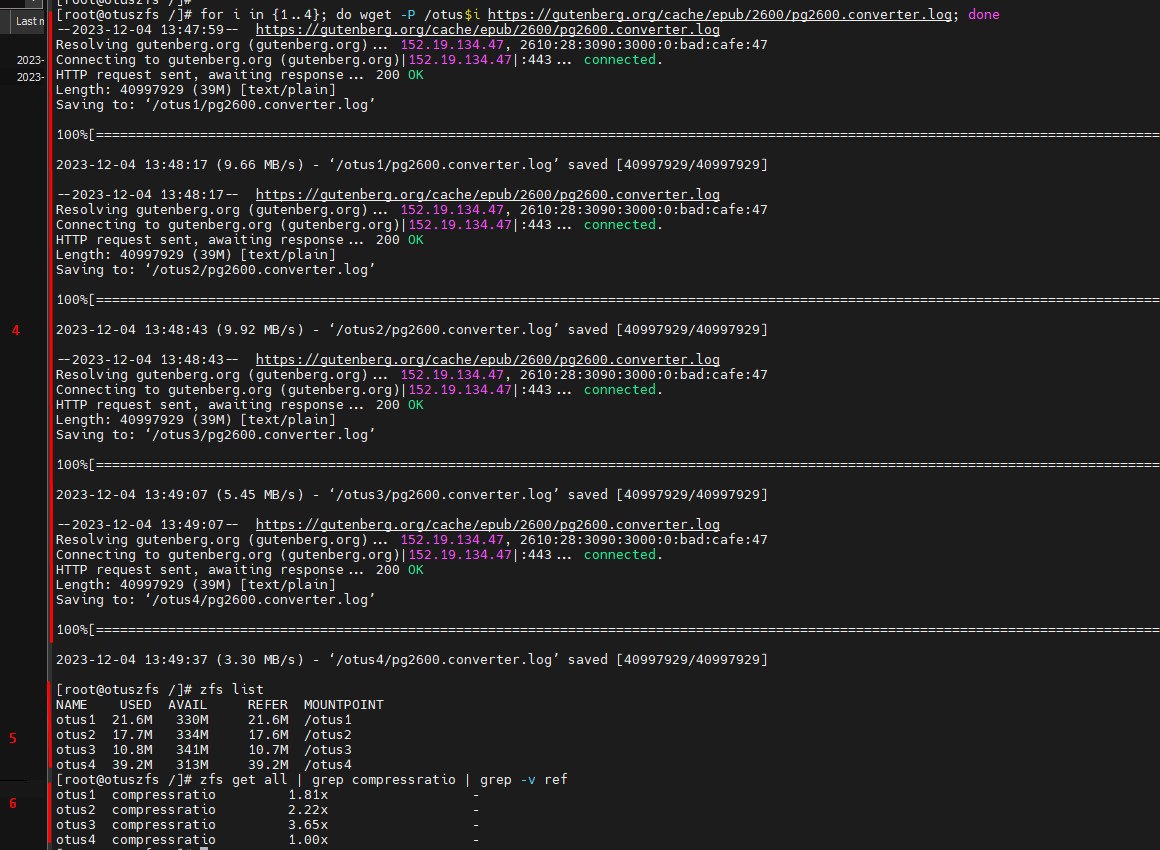 [root@otuszfs /]#
Last m
[root@otuszfs /]# for i in {1..4}; do wget -P /otus$i https://gutenberg.org/cache/epub/2600/pg2600.converter.log; done
--2023-12-04 13:47:59--  https://gutenberg.org/cache/epub/2600/pg2600.converter.log
Resolving gutenberg.org (gutenberg.org)... 152.19.134.47, 2610:28:3090:3000:0:bad:cafe:47
2023-
Connecting to gutenberg.org (gutenberg.org)|152.19.134.47|:443... connected.
2023-
HTTP request sent, awaiting response... 200 OK
Length: 40997929 (39M) [text/plain]
Saving to: ‘/otus1/pg2600.converter.log’
100%[====================================================================================================================================
2023-12-04 13:48:17 (9.66 MB/s) - ‘/otus1/pg2600.converter.log’ saved [40997929/40997929]
--2023-12-04 13:48:17--  https://gutenberg.org/cache/epub/2600/pg2600.converter.log
Resolving gutenberg.org (gutenberg.org)... 152.19.134.47, 2610:28:3090:3000:0:bad:cafe:47
Connecting to gutenberg.org (gutenberg.org)|152.19.134.47|:443... connected.
HTTP request sent, awaiting response... 200 OK
Length: 40997929 (39M) [text/plain]
Saving to: ‘/otus2/pg2600.converter.log’
100%[====================================================================================================================================
4
2023-12-04 13:48:43 (9.92 MB/s) - ‘/otus2/pg2600.converter.log’ saved [40997929/40997929]
--2023-12-04 13:48:43--  https://gutenberg.org/cache/epub/2600/pg2600.converter.log
Resolving gutenberg.org (gutenberg.org)... 152.19.134.47, 2610:28:3090:3000:0:bad:cafe:47
Connecting to gutenberg.org (gutenberg.org)|152.19.134.47|:443... connected.
HTTP request sent, awaiting response... 200 OK
Length: 40997929 (39M) [text/plain]
Saving to: ‘/otus3/pg2600.converter.log’
100%[====================================================================================================================================
2023-12-04 13:49:07 (5.45 MB/s) - ‘/otus3/pg2600.converter.log’ saved [40997929/40997929]
--2023-12-04 13:49:07--  https://gutenberg.org/cache/epub/2600/pg2600.converter.log
Resolving gutenberg.org (gutenberg.org)... 152.19.134.47, 2610:28:3090:3000:0:bad:cafe:47
Connecting to gutenberg.org (gutenberg.org)|152.19.134.47|:443... connected.
HTTP request sent, awaiting response... 200 OK
Length: 40997929 (39M) [text/plain]
Saving to: ‘/otus4/pg2600.converter.log’
100%[====================================================================================================================================
2023-12-04 13:49:37 (3.30 MB/s) - ‘/otus4/pg2600.converter.log’ saved [40997929/40997929]
[root@otuszfs /]# zfs list
NAME    USED  AVAIL     REFER  MOUNTPOINT
otus1  21.6M   330M     21.6M  /otus1
otus2  17.7M   334M     17.6M  /otus2
5
otus3  10.8M   341M     10.7M  /otus3
otus4  39.2M   313M     39.2M  /otus4
[root@otuszfs /]# zfs get all | grep compressratio | grep -v ref
otus1  compressratio         1.81x                  -
6
otus2  compressratio         2.22x                  -
otus3  compressratio         3.65x                  -
otus4  compressratio         1.00x                  -